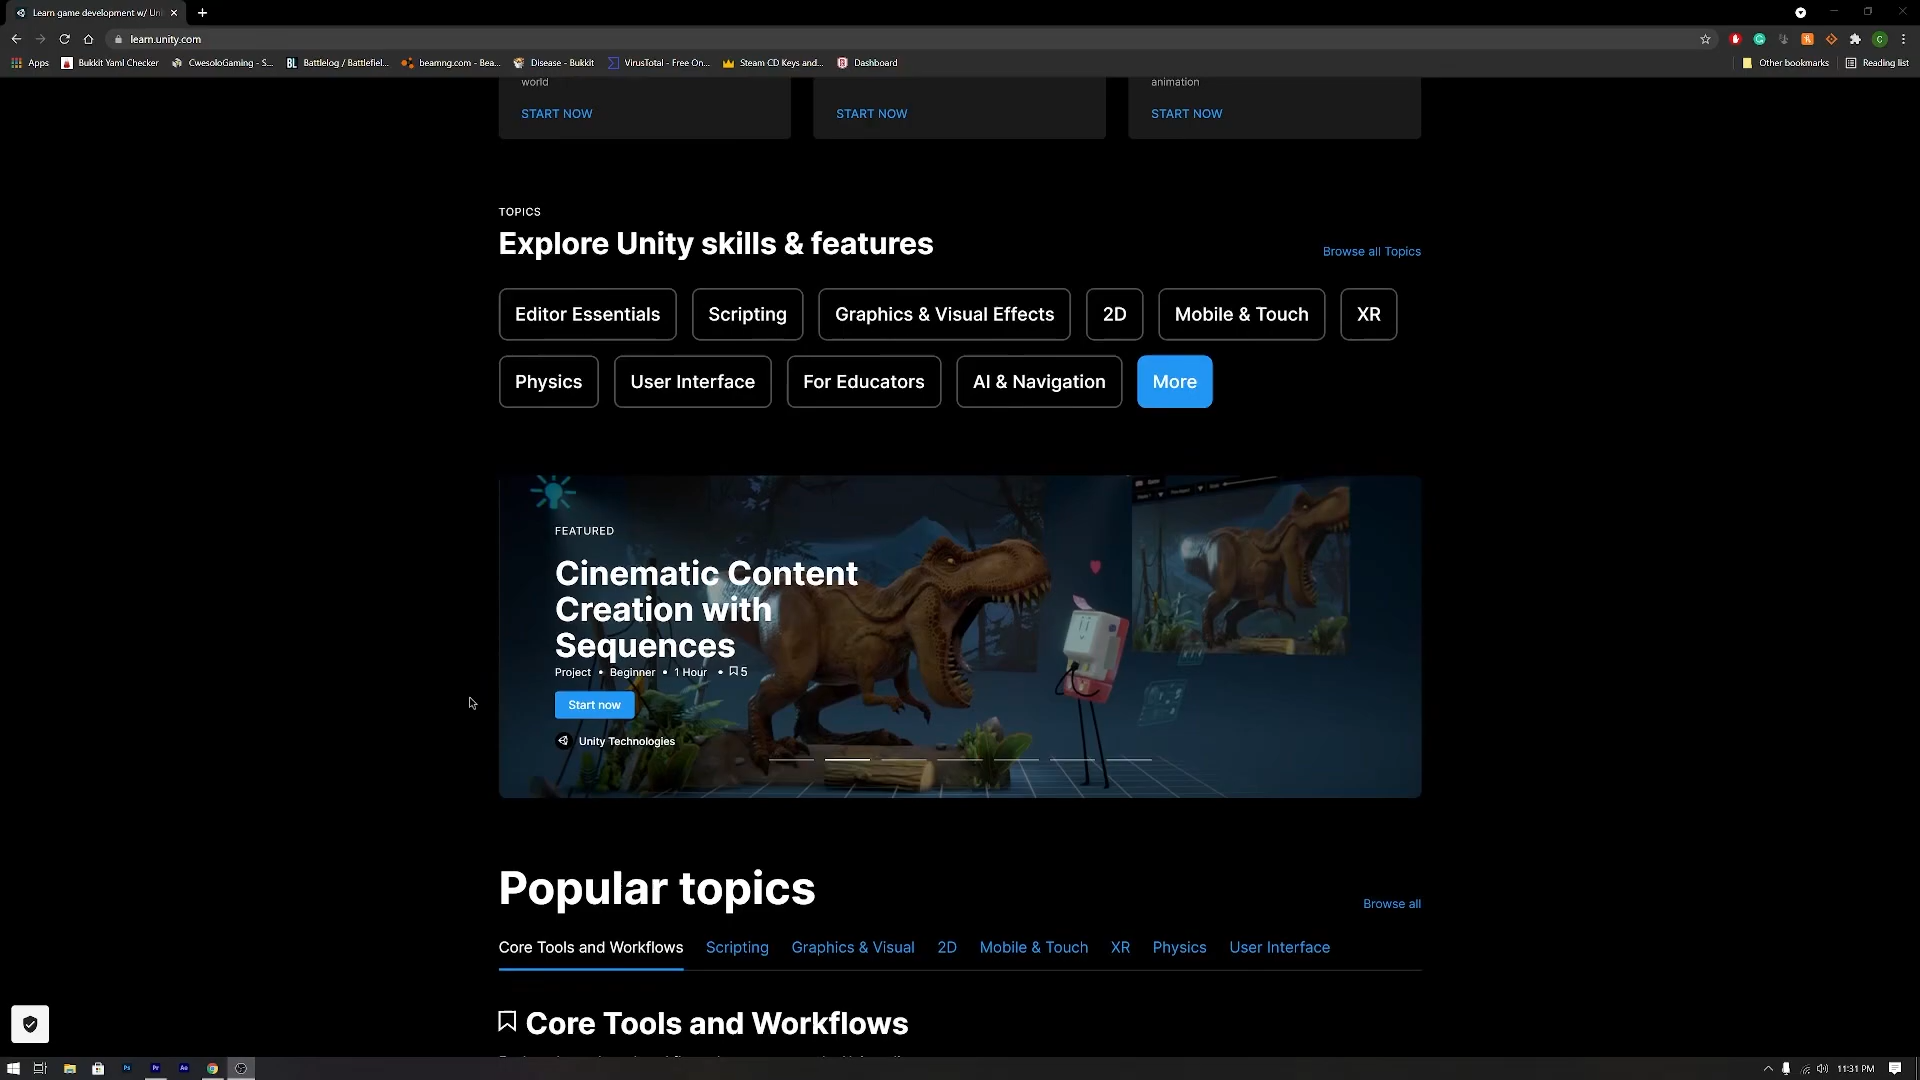 Learn game development w/ Uni
learn.unity.com
Apps
Bukkit Yaml Checker
CwesoloGaming - S...
BL Battlelog / Battlefiel...
beamng.com - Bea...
Disease - Bukkit
VirusTotal - Free On...
Steam CD Keys and...
Dashboard
Other bookmarks
Reading list
world
animation
START NOW
START NOW
START NOW
TOPICS
Explore Unity skills & features
Browse all Topics
Editor Essentials
Scripting
Graphics & Visual Effects
2D
Mobile & Touch
XR
Physics
User Interface
For Educators
AI & Navigation
More
FEATURED
Cinematic Content
Creation with
Sequences
Project • Beginner • 1 Hour • 5
Start now
Unity Technologies
Popular topics
Browse all
Core Tools and Workflows
Scripting
Graphics & Visual
2D
Mobile & Touch
XR
Physics
User Interface
Core Tools and Workflows
Ps
Pr
Ae
11:31 PM